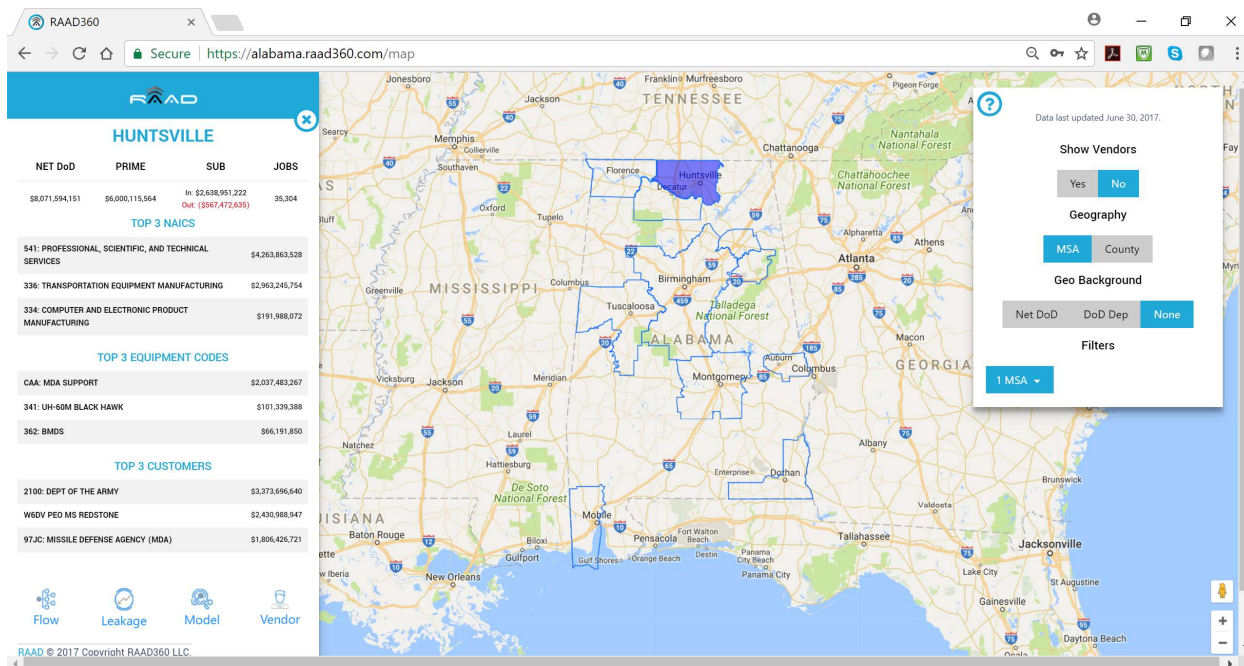 RAAD360
Secure https://alabama.raad360.com/map
RAAD
HUNTSVILLE
NET DoD PRIME SUB JOBS
$8,071,594,151 $6,000,115,564 In: $2,638,951,222 35,304
Out: ($567,472,635)
TOP 3 NAICS
541: PROFESSIONAL, SCIENTIFIC, AND TECHNICAL
SERVICES $4,263,863,528
336: TRANSPORTATION EQUIPMENT MANUFACTURING $2,963,245,754
334: COMPUTER AND ELECTRONIC PRODUCT
MANUFACTURING $191,988,072
TOP 3 EQUIPMENT CODES
CAA: MDA SUPPORT $2,037,483,267
341: UH-60M BLACK HAWK $101,339,388
362: BMDS $66,191,850
TOP 3 CUSTOMERS
2100: DEPT OF THE ARMY $3,373,696,640
W6DV PEO MS REDSTONE $2,430,988,947
97JC: MISSILE DEFENSE AGENCY (MDA) $1,806,426,721
Flow Leakage Model Vendor
RAAD © 2017 Copyright RAAD360 LLC.
Jonesboro
Jackson
Franklin
Murfreesboro
TENNESSEE
Pigeon Forge
Searcy
Memphis
Collierville
Southaven
Chattanooga
Nantahala
National Forest
Florence
Huntsville
Decatur
Chattahoochee
National Forest
Oxford
Tupelo
Alpharetta
Athens
Atlanta
Columbus
Birmingham
Greenville
MISSISSIPPI
Tuscaloosa
Talladega
National Forest
ALABAMA
Macon
Auburn
Columbus
GEORGIA
Vicksburg
Jackson
Meridian
Montgomery
Natchez
Laurel
Hattiesburg
Albany
Enterprise
Dothan
De Soto
National Forest
Brunswick
Valdosta
Mobile
Baton Rouge
Biloxi
Gulfport
Pensacola
Fort Walton
Beach
Gulf Shores
Orange Beach
Destin
Panama
City Beach
Panama City
Tallahassee
Jacksonville
New Orleans
Lake City
St Augustine
Gainesville
Daytona Beach
Ocala
?
Data last updated June 30, 2017.
Show Vendors
Yes No
Geography
MSA County
Geo Background
Net DoD DoD Dep None
Filters
1 MSA
+
−